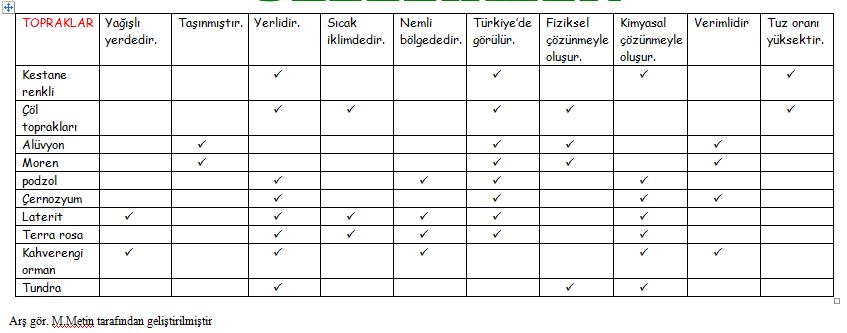 TOPRAKLAR Yağışlı yerdedir. Taşınmıştır. Yerlidir. Sıcak iklimdedir. Nemli bölgededir. Türkiye'de görülür. Fiziksel çözünmeyle oluşur. Kimyasal çözünmeyle oluşur. Verimlidir Tuz oranı yüksektir.
Kestane renkli ✓ ✓ ✓ ✓
Çöl toprakları ✓ ✓ ✓ ✓ ✓
Alüvyon ✓ ✓ ✓ ✓
Moren ✓ ✓ ✓ ✓
podzol ✓ ✓ ✓ ✓
Çernozyum ✓ ✓ ✓ ✓
Laterit ✓ ✓ ✓ ✓ ✓ ✓
Terra rosa ✓ ✓ ✓ ✓ ✓
Kahverengi orman ✓ ✓ ✓ ✓ ✓
Tundra ✓ ✓ ✓
Arş gör. M.Metin tarafından geliştirilmiştir